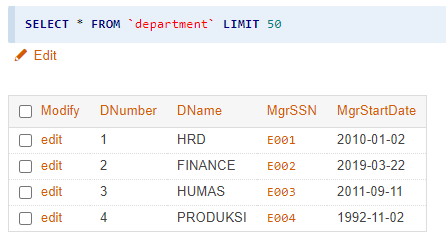 SELECT * FROM `department` LIMIT 50
Edit
Modify DNumber DName MgrSSN MgrStartDate
edit 1 HRD E001 2010-01-02
edit 2 FINANCE E002 2019-03-22
edit 3 HUMAS E003 2011-09-11
edit 4 PRODUKSI E004 1992-11-02